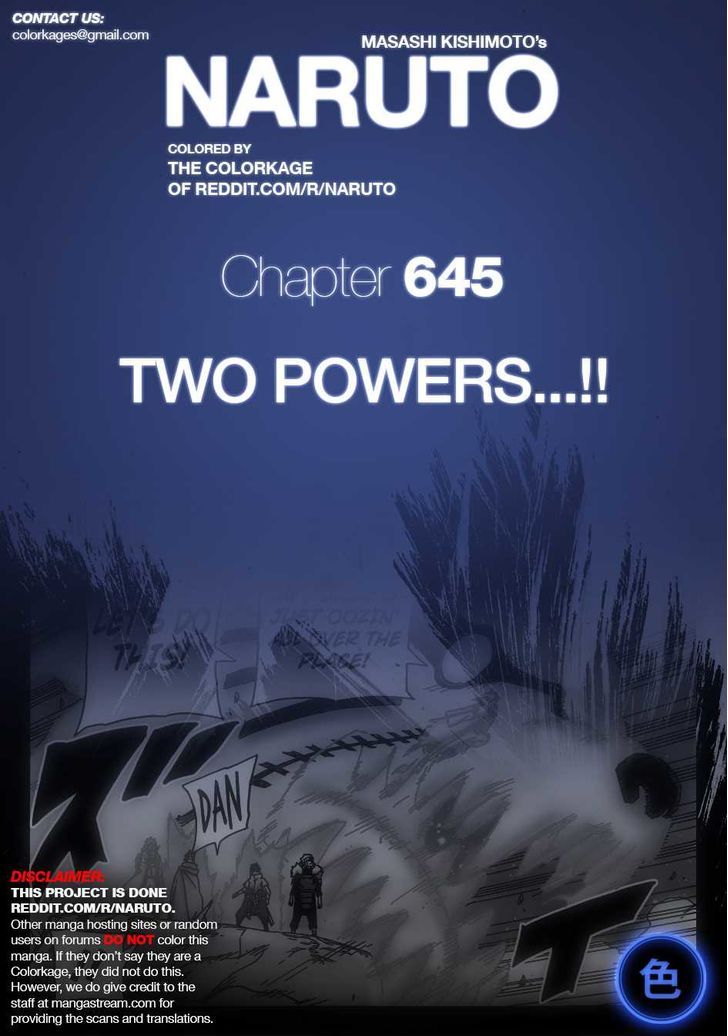 CONTACT US:
colorkages@gmail.com
MASASHI KISHIMOTO's
NARUTO
COLORED BY
THE COLORKAGE
OF REDDIT.COM/R/NARUTO
Chapter 645
TWO POWERS...!!
LET'S DO
THIS!
JUST OOZIN'
ALL OVER THE
PLACE!
ズ
DAN
イ
DISCLAIMER:
THIS PROJECT IS DONE
REDDIT.COM/R/NARUTO.
Other manga hosting sites or random
users on forums DO NOT color this
manga. If they don't say they are a
Colorkage, they did not do this.
However, we do give credit to the
staff at mangastream.com for
providing the scans and translations.
色